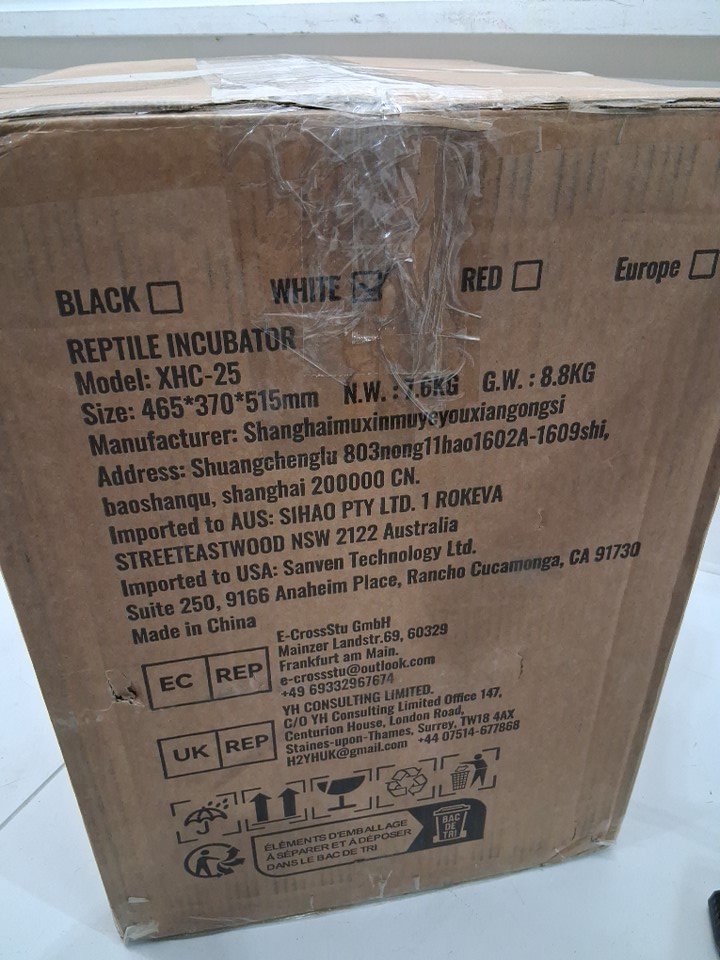 BLACK WHITE RED Europe
REPTILE INCUBATOR
Model: XHC-25
Size: 465*370*515mm N.W. : 7.6KG G.W. : 8.8KG
Manufacturer: Shanghaimuxinmuyeyouxiangongsi
Address: Shuangchenglu 803nong11hao1602A-1609shi,
baoshanqu, shanghai 200000 CN.
Imported to AUS: SIHAO PTY LTD. 1 ROKEVA
STREETEASTWOOD NSW 2122 Australia
Imported to USA: Sanven Technology Ltd.
Suite 250, 9166 Anaheim Place, Rancho Cucamonga, CA 91730
Made in China
EC REP
E-CrossStu GmbH
Mainzer Landstr.69, 60329
Frankfurt am Main.
e-crossstu@outlook.com
+49 69332967674
UK REP
YH CONSULTING LIMITED.
C/O YH Consulting Limited Office 147,
Centurion House, London Road,
Staines-upon-Thames, Surrey, TW18 4AX
H2YHUK@gmail.com +44 07514-677868
ÉLÉMENTS D'EMBALLAGE
À SÉPARER ET À DÉPOSER
DANS LE BAC DE TRI
BAC
DE
TRI